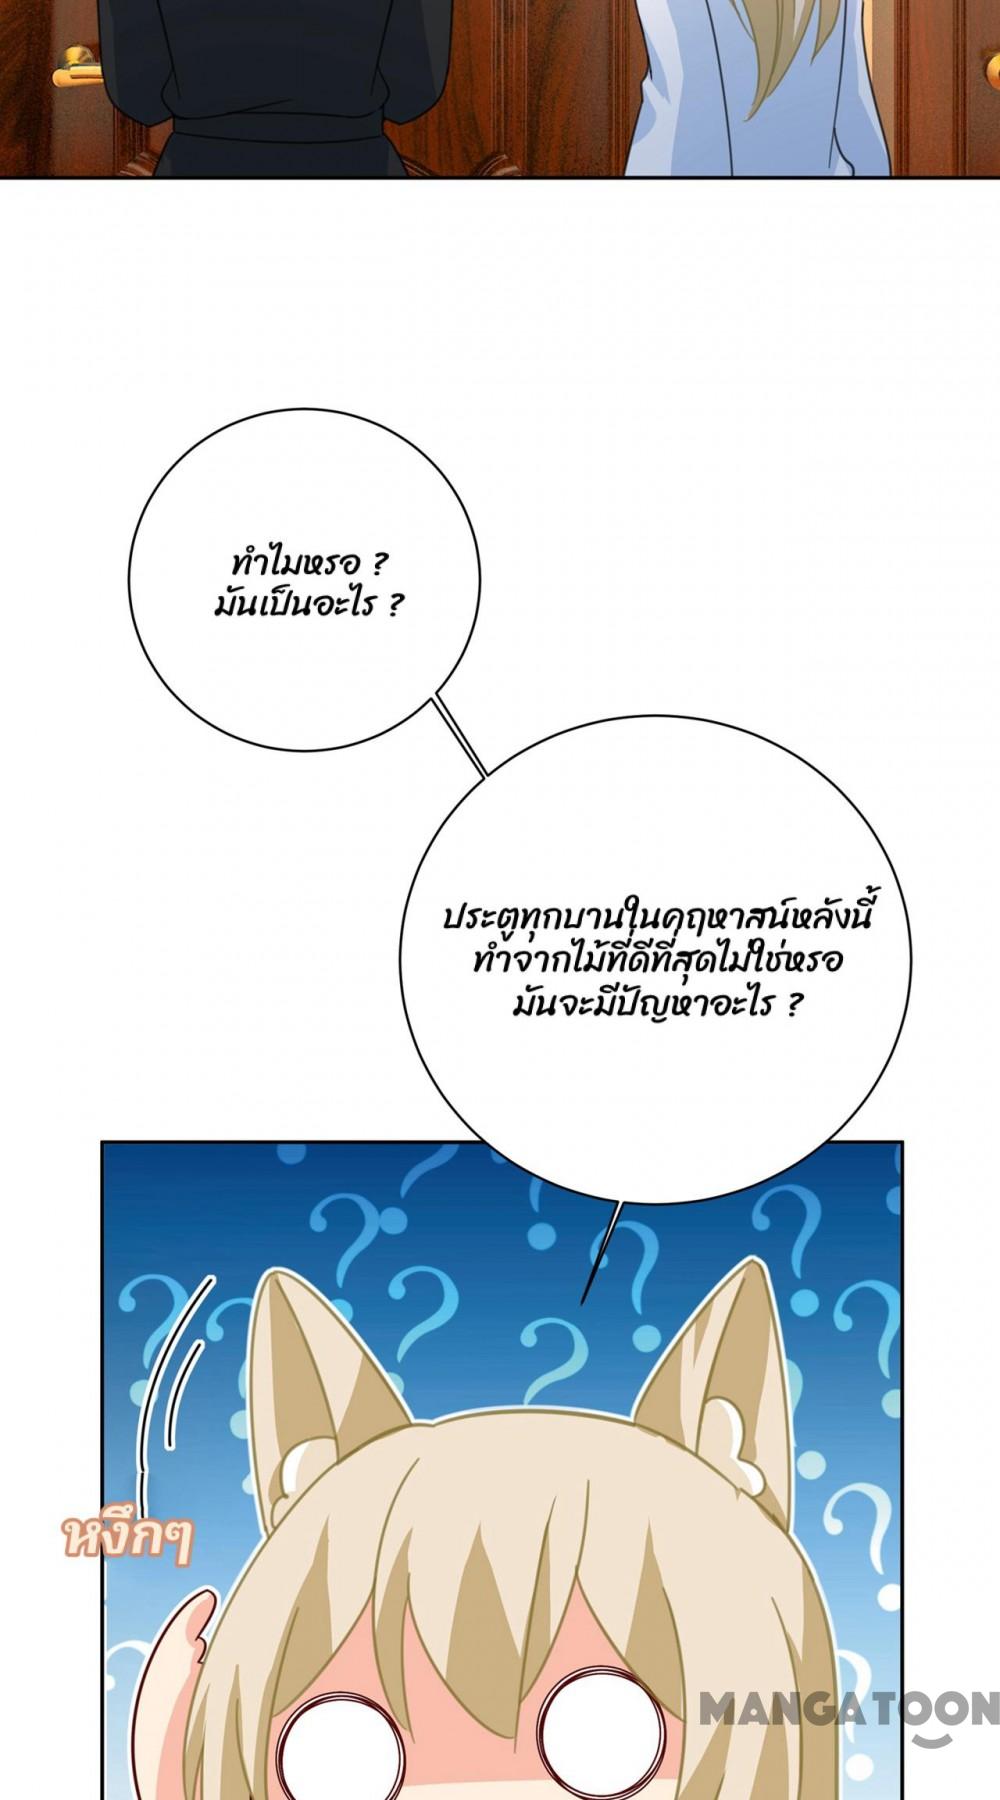 ทำไมหรอ ?
มันเป็นอะไร ?
ประตูทุกบานในคฤหาสน์หลังนี้
ทำจากไม้ที่ดีที่สุดไม่ใช่หรอ
มันจะมีปัญหาอะไร ?
หงึกๆ
MANGATOON